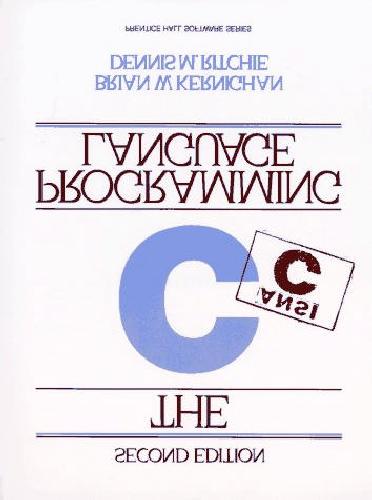 SECOND EDITION
THE
C
ANSI
C
PROGRAMMING
LANGUAGE
BRIAN W. KERNIGHAN
DENNIS M. RITCHIE
PRENTICE HALL SOFTWARE SERIES